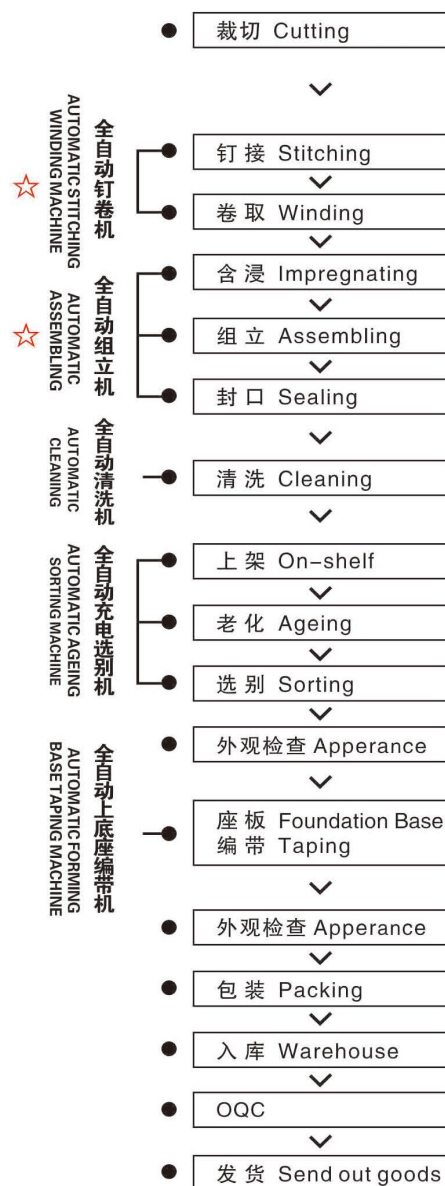 裁切 Cutting
全自动钉卷机
AUTOMATIC STITCHING
WINDING MACHINE
钉接 Stitching
卷取 Winding
全自动组立机
AUTOMATIC
ASSEMBLING
含浸 Impregnating
组立 Assembling
封口 Sealing
全自动清洗机
AUTOMATIC
CLEANING
清洗 Cleaning
全自动充电选别机
AUTOMATIC AGEING
SORTING MACHINE
上架 On-shelf
老化 Ageing
选别 Sorting
外观检查 Apperance
全自动上底座编带机
AUTOMATIC FORMING
BASE TAPING MACHINE
座板 Foundation Base
编带 Taping
外观检查 Apperance
包装 Packing
入库 Warehouse
OQC
发货 Send out goods